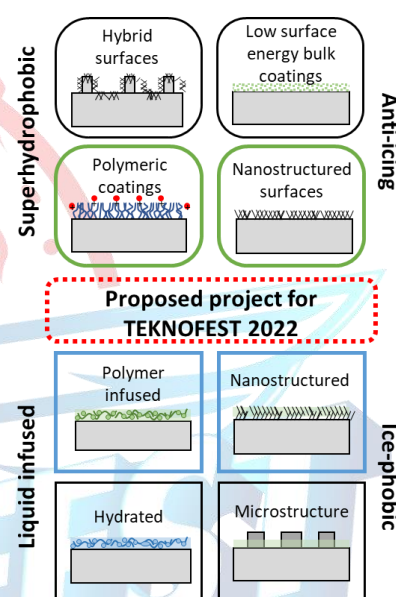 Superhydrophobic
Hybrid
surfaces
Low surface
energy bulk
coatings
Anti-icing
Polymeric
coatings
Nanostructured
surfaces
Proposed project for
TEKNOFEST 2022
Liquid infused
Polymer
infused
Nanostructured
Ice-phobic
Hydrated
Microstructure